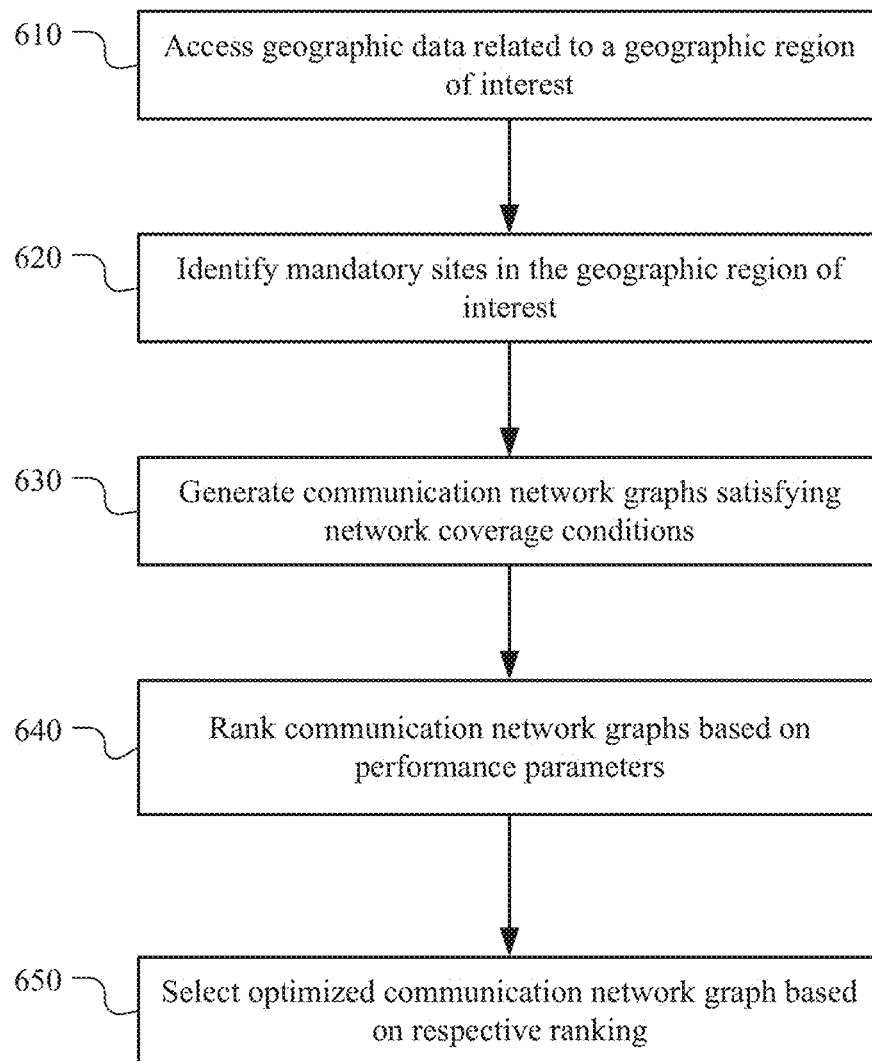 610
Access geographic data related to a geographic region
of interest
620
Identify mandatory sites in the geographic region of
interest
630
Generate communication network graphs satisfying
network coverage conditions
640
Rank communication network graphs based on
performance parameters
650
Select optimized communication network graph based
on respective ranking